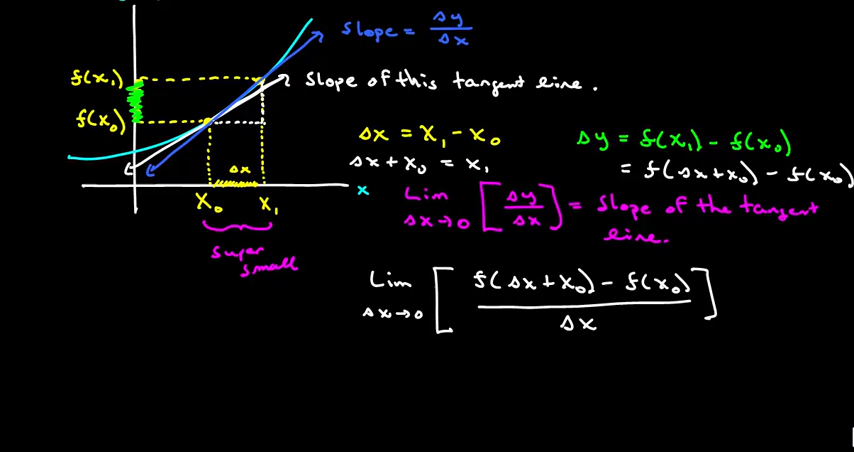 slope = Δy/Δx
f(x₁)
slope of this tangent line.
f(x₀)
Δx = x₁ - x₀
Δy = f(x₁) - f(x₀)
Δx + x₀ = x₁
= f(Δx+x₀) - f(x₀)
Δx
x
x₀ x₁
Lim Δx→0 [Δy/Δx] = slope of the tangent
line.
super
small
Lim Δx→0 [(f(Δx+x₀) - f(x₀))/Δx]